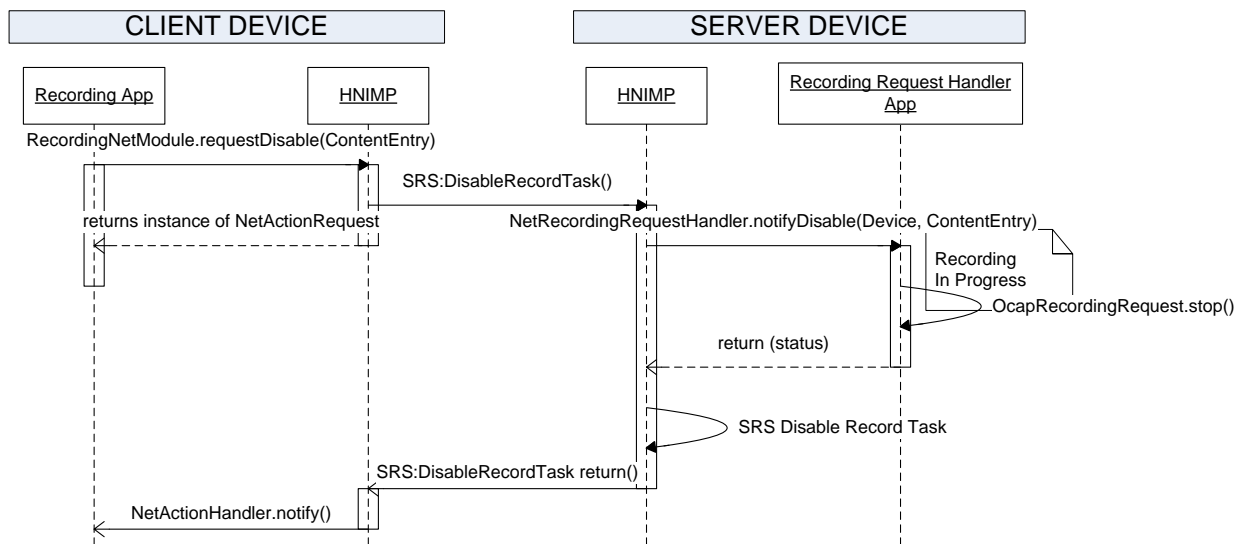 CLIENT DEVICE
SERVER DEVICE
Recording App
HNIMP
HNIMP
Recording Request Handler
App
RecordingNetModule.requestDisable(ContentEntry)
SRS:DisableRecordTask()
returns instance of NetActionRequest
NetRecordingRequestHandler.notifyDisable(Device, ContentEntry)
Recording
In Progress
OcapRecordingRequest.stop()
return (status)
SRS Disable Record Task
SRS:DisableRecordTask return()
NetActionHandler.notify()